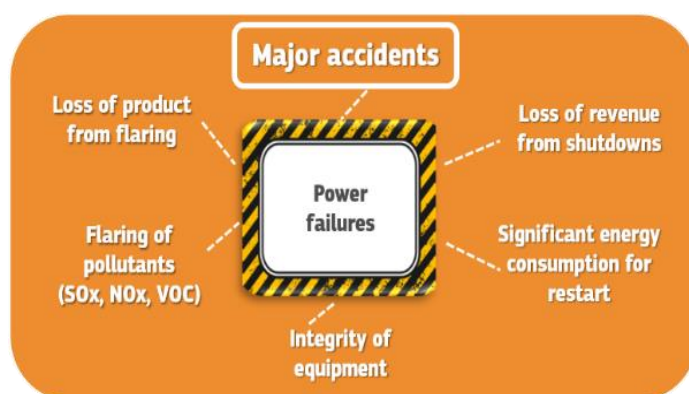 Major accidents
Loss of product
from flaring
Loss of revenue
from shutdowns
Power
failures
Flaring of
pollutants
(SOx, NOx, VOC)
Significant energy
consumption for
restart
Integrity of
equipment